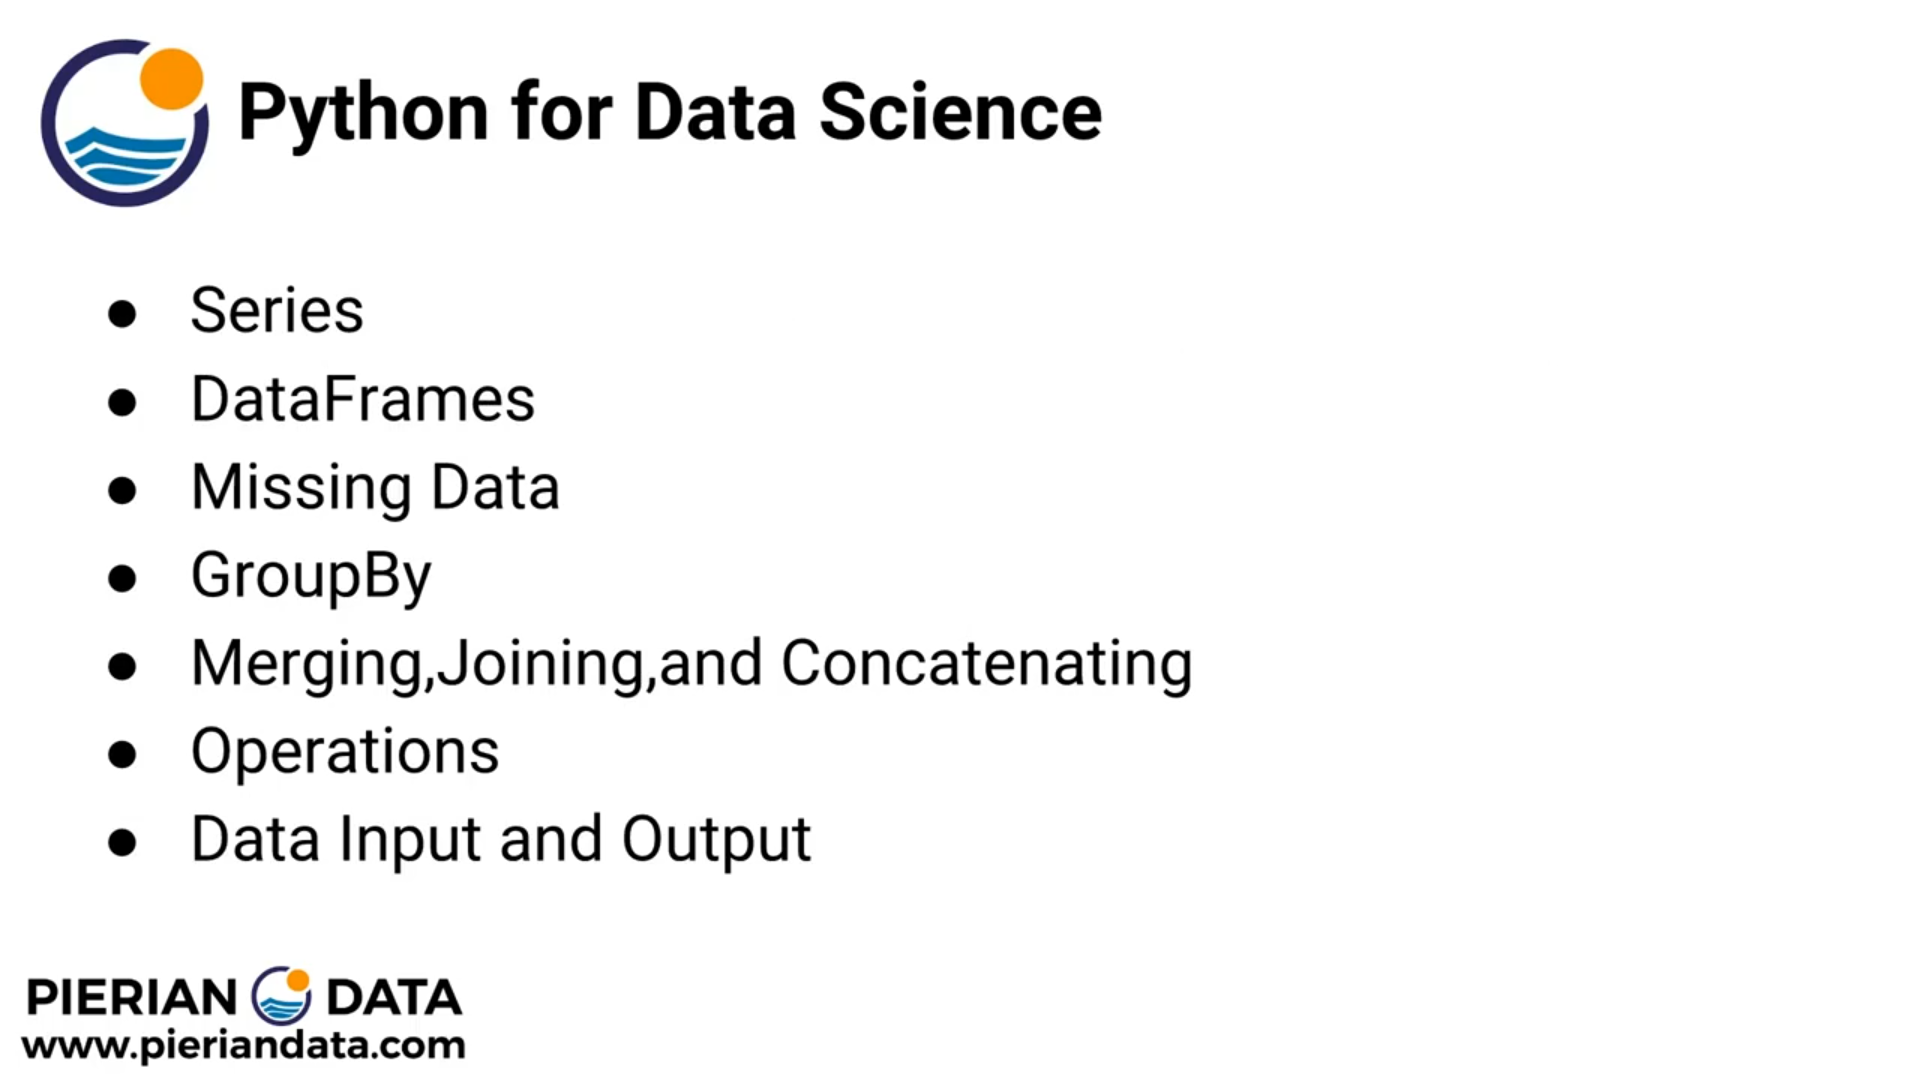 Python for Data Science
● Series
● DataFrames
● Missing Data
● GroupBy
● Merging,Joining,and Concatenating
● Operations
● Data Input and Output
PIERIAN DATA
www.pieriandata.com